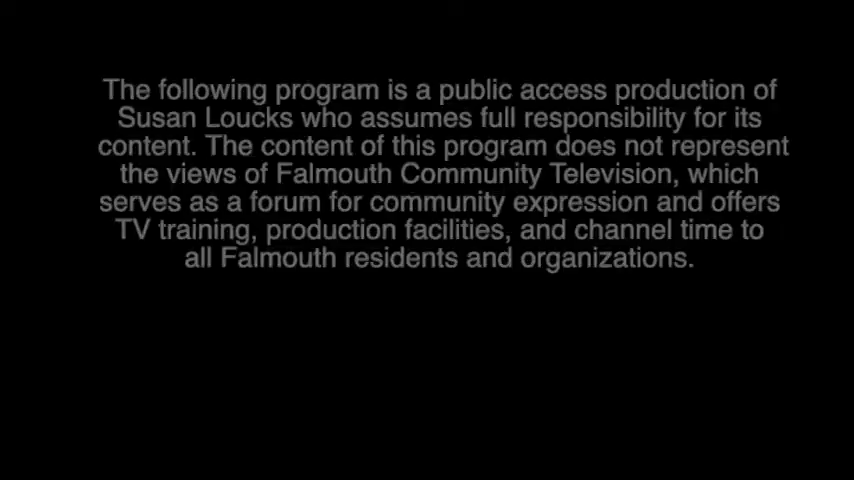 The following program is a public access production of
Susan Loucks who assumes full responsibility for its
content. The content of this program does not represent
the views of Falmouth Community Television, which
serves as a forum for community expression and offers
TV training, production facilities, and channel time to
all Falmouth residents and organizations.